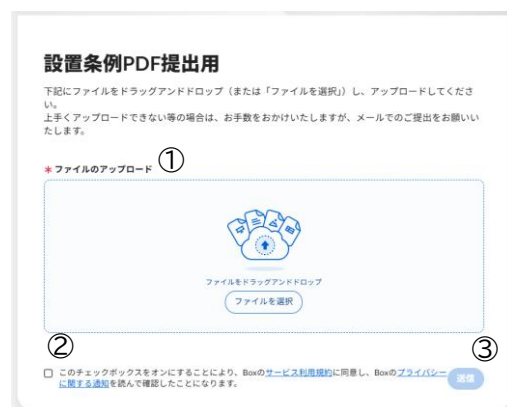 設置条例PDF提出用
下記にファイルをドラッグアンドドロップ（または「ファイルを選択」）し、アップロードしてくださ
い。
上手くアップロードできない等の場合は、お手数をおかけいたしますが、メールでのご提出をお願いい
たします。
* ファイルのアップロード ①
ファイルをドラッグアンドドロップ
ファイルを選択
②
③
このチェックボックスをオンにすることにより、Boxのサービス利用規約に同意し、Boxのプライバシー
に関する通知を読んで確認したことになります。
送信